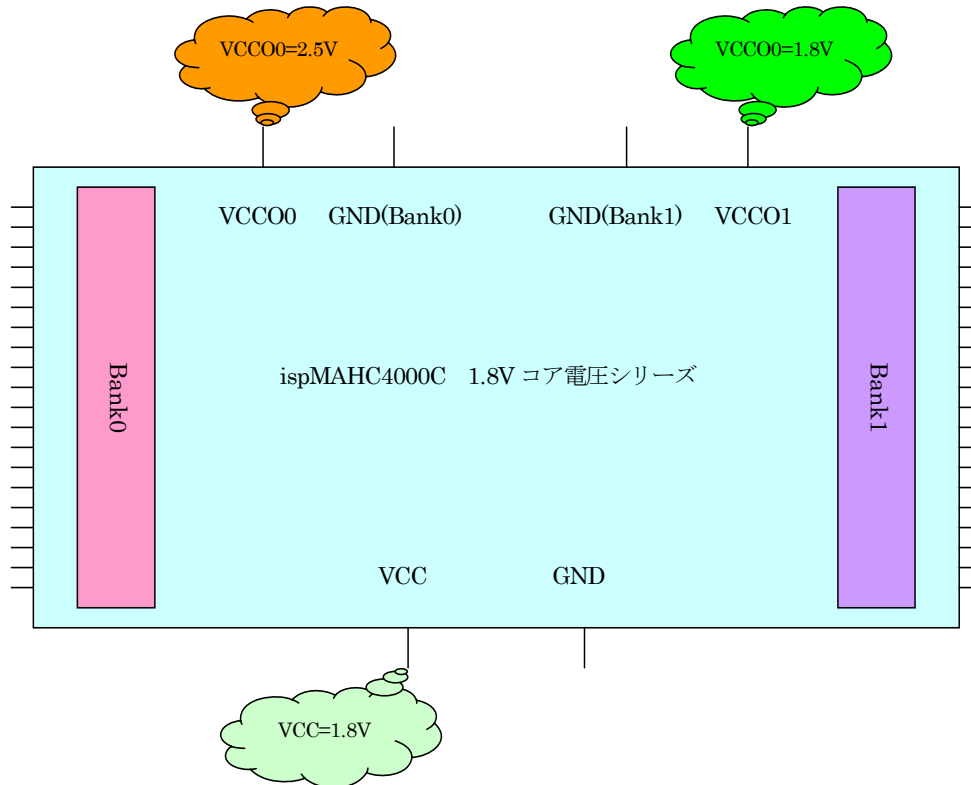 VCCO0=2.5V
VCCO0=1.8V
VCCO0 GND(Bank0) GND(Bank1) VCCO1
Bank0
ispMAHC4000C 1.8V コア電圧シリーズ
Bank1
VCC GND
VCC=1.8V